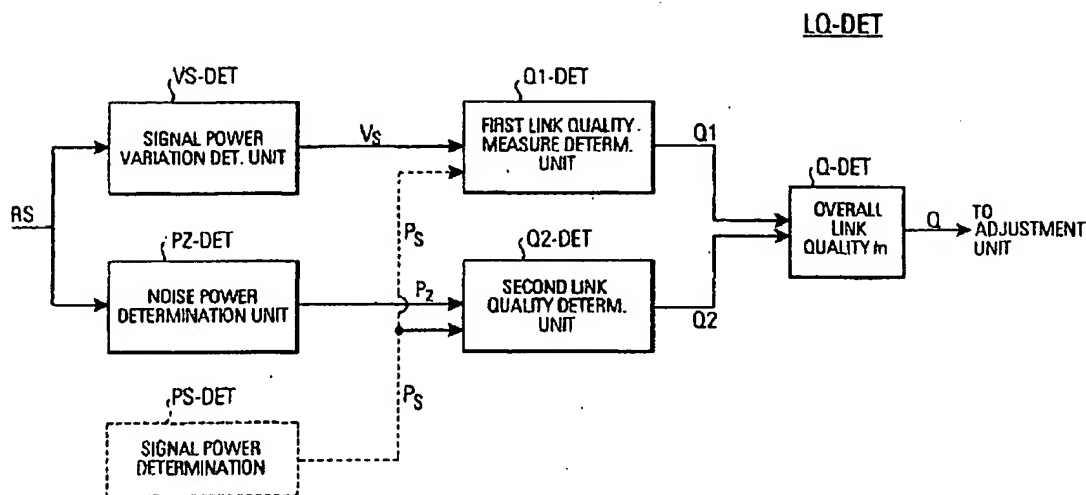 LQ-DET
VS-DET
SIGNAL POWER
VARIATION DET. UNIT
VS
Q1-DET
FIRST LINK QUALITY
MEASURE DETERM.
UNIT
Q1
RS
PS
Q-DET
OVERALL
LINK
QUALITY fn
Q
TO
ADJUSTMENT
UNIT
PZ-DET
NOISE POWER
DETERMINATION UNIT
PZ
Q2-DET
SECOND LINK
QUALITY DETERM.
UNIT
Q2
PS-DET
SIGNAL POWER
DETERMINATION
PS